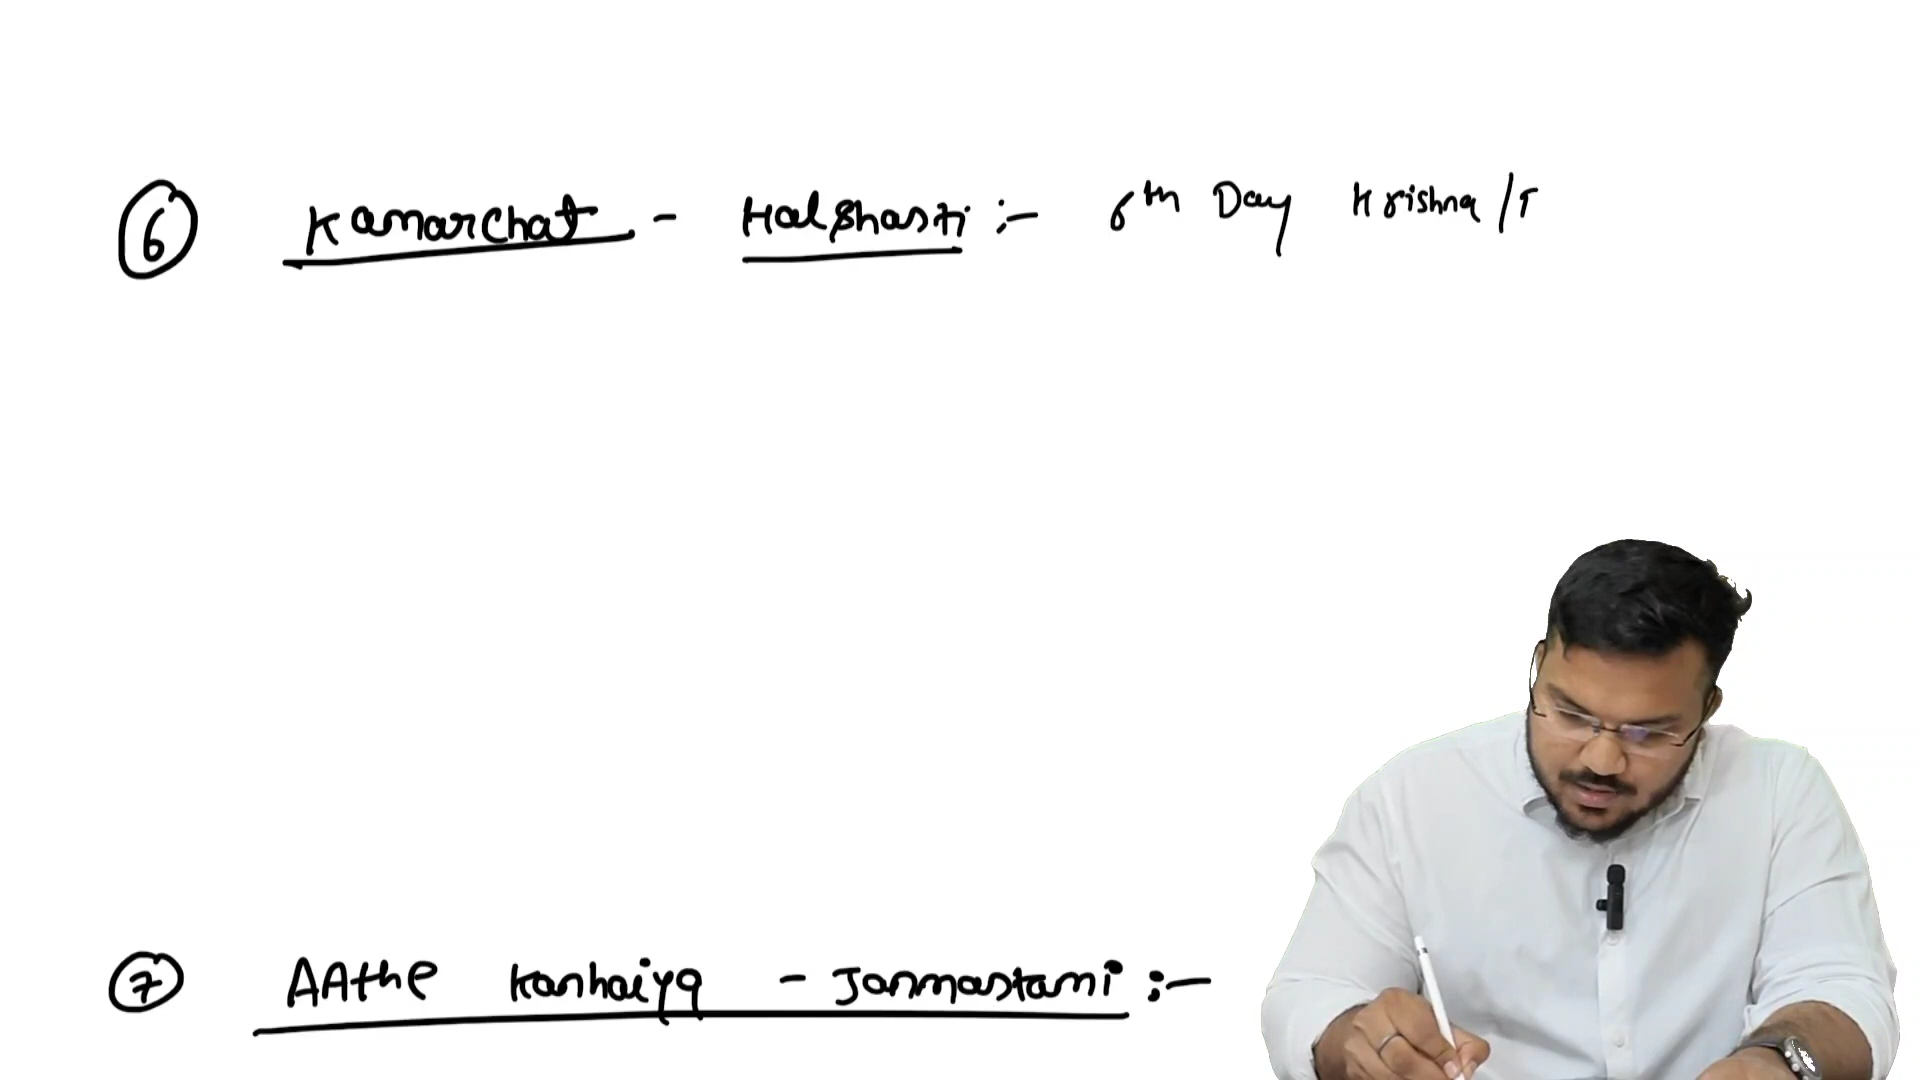 6 Kamarchat - Halshasti :- 6th Day Krishna /
7 AAthe Kanhaiya - Janmastami :-